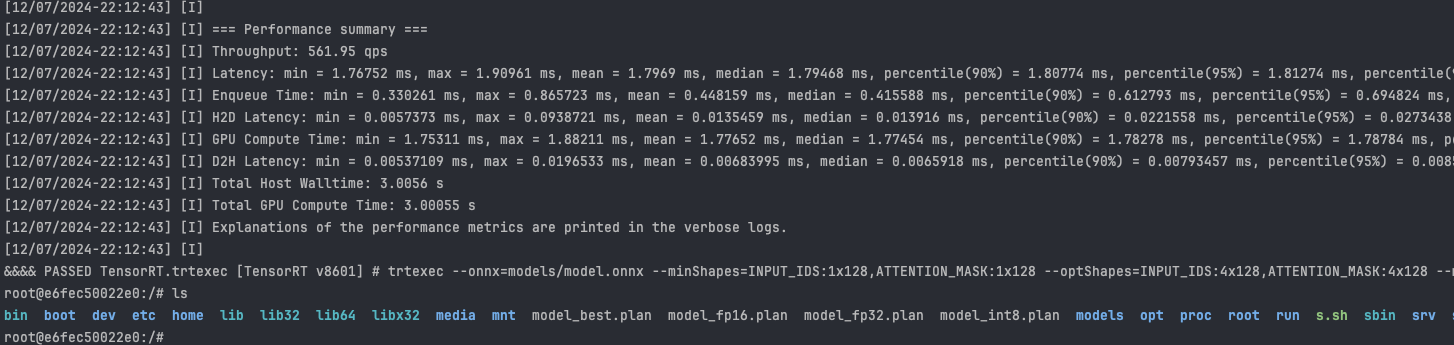 [12/07/2024-22:12:43] [I]
[12/07/2024-22:12:43] [I] === Performance summary ===
[12/07/2024-22:12:43] [I] Throughput: 561.95 qps
[12/07/2024-22:12:43] [I] Latency: min = 1.76752 ms, max = 1.90961 ms, mean = 1.7969 ms, median = 1.79468 ms, percentile(90%) = 1.80774 ms, percentile(95%) = 1.81274 ms, percentile(
[12/07/2024-22:12:43] [I] Enqueue Time: min = 0.330261 ms, max = 0.865723 ms, mean = 0.448159 ms, median = 0.415588 ms, percentile(90%) = 0.612793 ms, percentile(95%) = 0.694824 ms,
[12/07/2024-22:12:43] [I] H2D Latency: min = 0.0057373 ms, max = 0.0938721 ms, mean = 0.0135459 ms, median = 0.013916 ms, percentile(90%) = 0.0221558 ms, percentile(95%) = 0.0273438
[12/07/2024-22:12:43] [I] GPU Compute Time: min = 1.75311 ms, max = 1.88211 ms, mean = 1.77652 ms, median = 1.77454 ms, percentile(90%) = 1.78278 ms, percentile(95%) = 1.78784 ms,
[12/07/2024-22:12:43] [I] D2H Latency: min = 0.00537109 ms, max = 0.0196533 ms, mean = 0.00683995 ms, median = 0.0065918 ms, percentile(90%) = 0.00793457 ms, percentile(95%) =
[12/07/2024-22:12:43] [I] Total Host Walltime: 3.0056 s
[12/07/2024-22:12:43] [I] Total GPU Compute Time: 3.00055 s
[12/07/2024-22:12:43] [I] Explanations of the performance metrics are printed in the verbose logs.
[12/07/2024-22:12:43] [I]
&&&& PASSED TensorRT.trtexec [TensorRT v8601] # trtexec --onnx=models/model.onnx --minShapes=INPUT_IDS:1x128,ATTENTION_MASK:1x128 --optShapes=INPUT_IDS:4x128,ATTENTION_MASK:4x128
root@e6fec50022e0:/# ls
bin boot dev etc home lib lib32 lib64 libx32 media mnt model_best.plan model_fp16.plan model_fp32.plan model_int8.plan models opt proc root run s.sh sbin srv
root@e6fec50022e0:/#